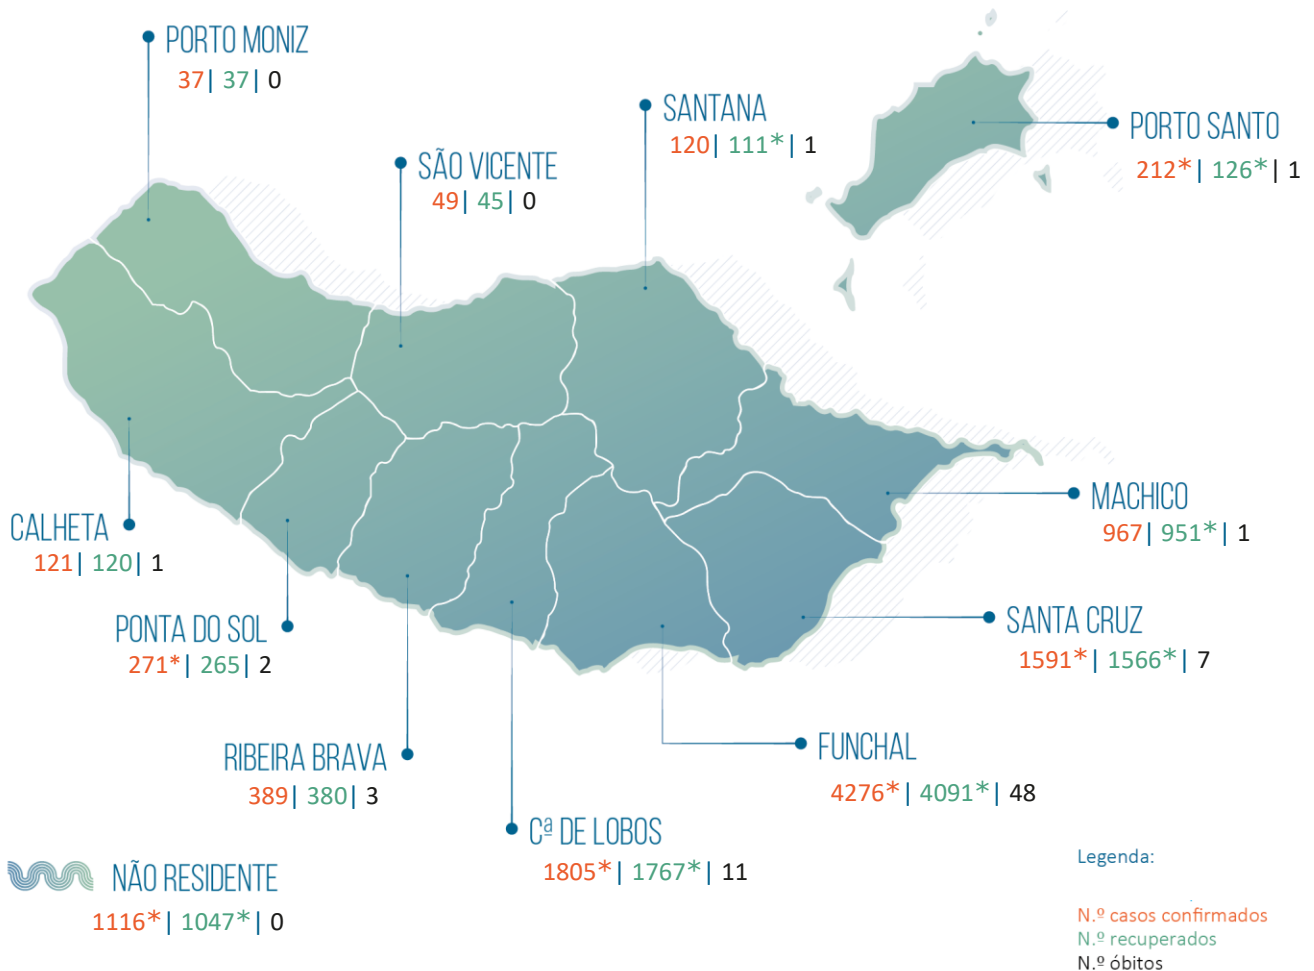 PORTO MONIZ
37| 37| 0
SANTANA
120| 111*| 1
PORTO SANTO
212*| 126*| 1
SÃO VICENTE
49| 45| 0
MACHICO
967| 951*| 1
CALHETA
121| 120| 1
PONTA DO SOL
271*| 265| 2
SANTA CRUZ
1591*| 1566*| 7
RIBEIRA BRAVA
389| 380| 3
FUNCHAL
4276*| 4091*| 48
Cª DE LOBOS
1805*| 1767*| 11
NÃO RESIDENTE
1116*| 1047*| 0
Legenda:
N.º casos confirmados
N.º recuperados
N.º óbitos